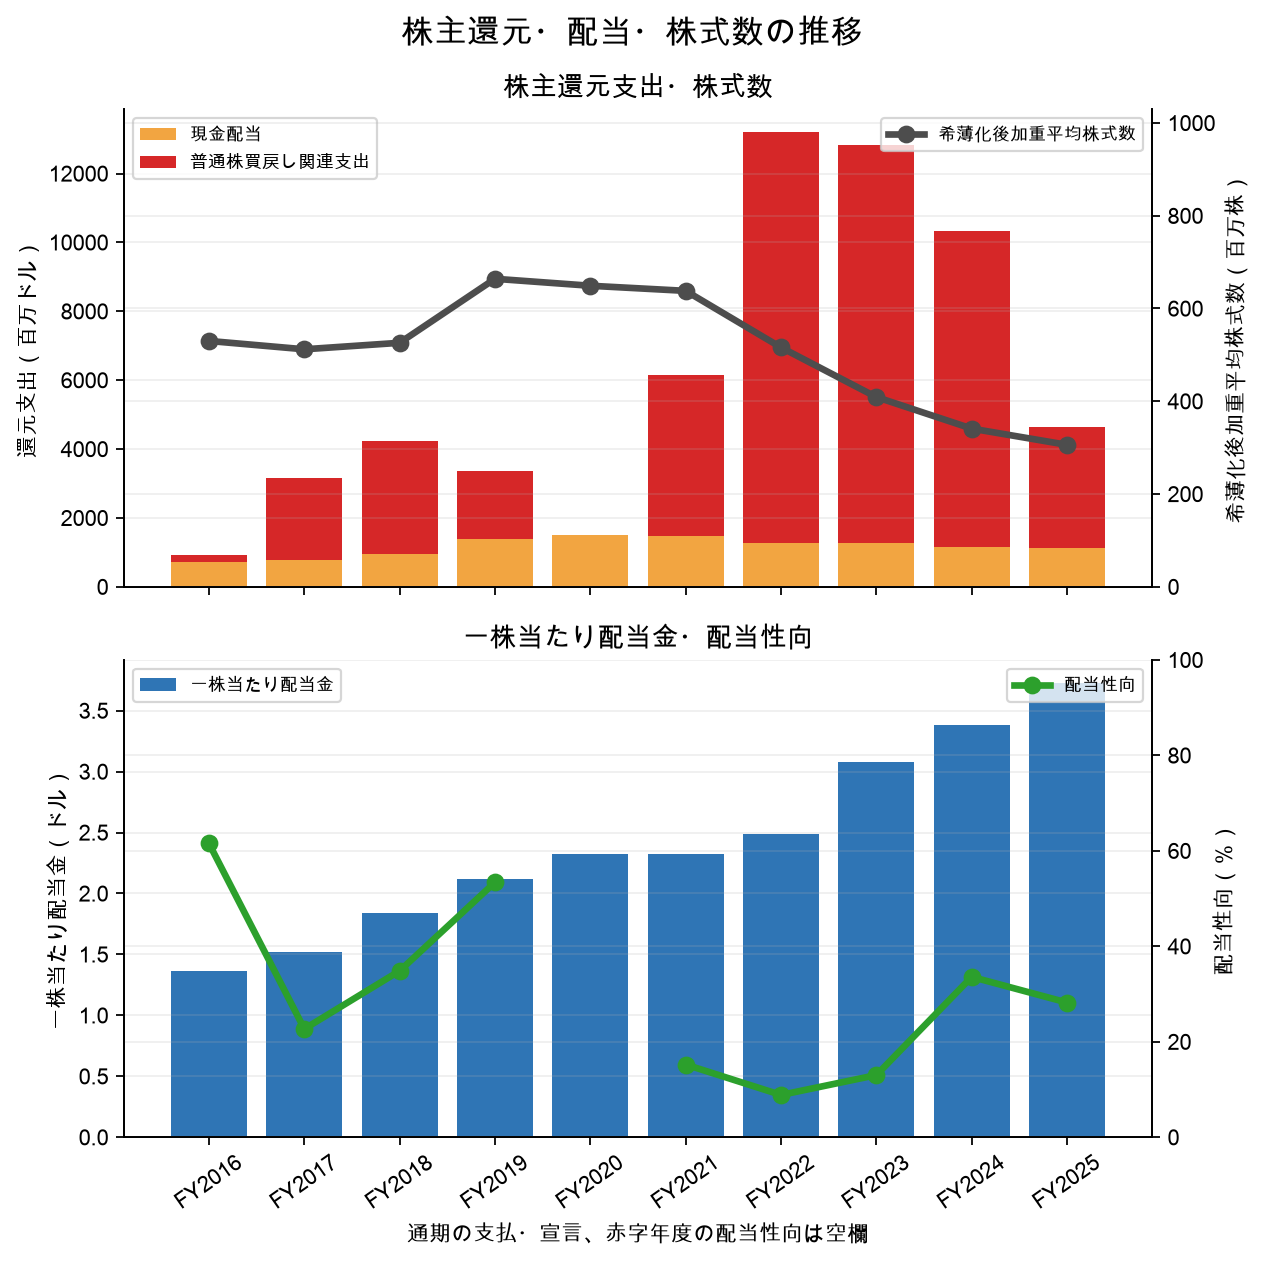 株主還元・配当・株式数の推移
株主還元支出・株式数
現金配当
普通株買戻し関連支出
希薄化後加重平均株式数
還元支出(百万ドル)
12000
10000
8000
6000
4000
2000
0
1000
800
600
400
200
0
希薄化後加重平均株式数(百万株)
一株当たり配当金・配当性向
一株当たり配当金
配当性向
一株当たり配当金(ドル)
3.5
3.0
2.5
2.0
1.5
1.0
0.5
0.0
100
80
60
40
20
0
配当性向(%)
FY2016
FY2017
FY2018
FY2019
FY2020
FY2021
FY2022
FY2023
FY2024
FY2025
通期の支払・宣言、赤字年度の配当性向は空欄